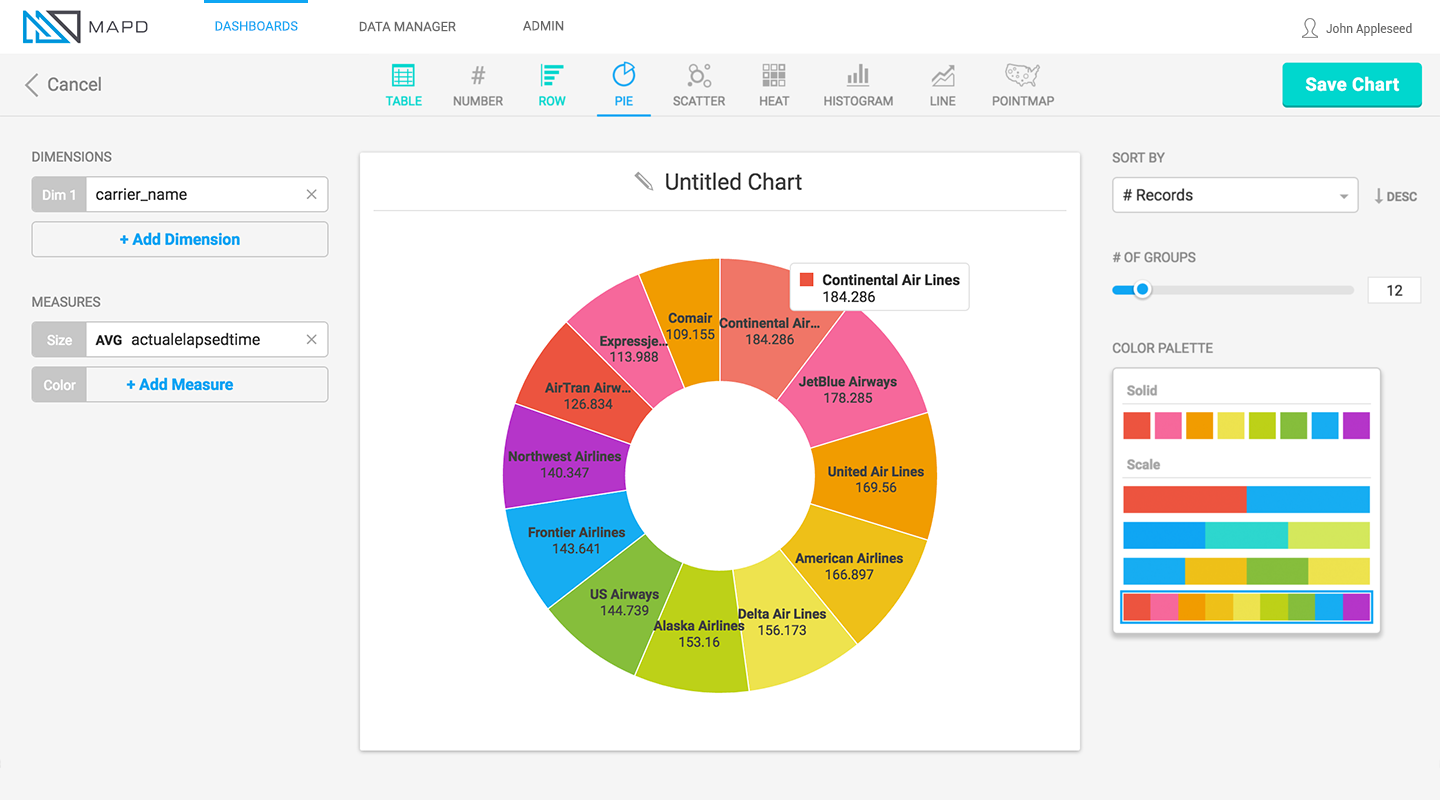 MAPD
DASHBOARDS
DATA MANAGER
ADMIN
John Appleseed
Cancel
TABLE
#
NUMBER
ROW
PIE
SCATTER
HEAT
HISTOGRAM
LINE
POINTMAP
Save Chart
DIMENSIONS
Dim 1 carrier_name
+ Add Dimension
MEASURES
Size AVG actualelapsedtime
Color + Add Measure
Untitled Chart
Continental Air Lines
184.286
Comair
109.155
Continental Air...
184.286
Expressje...
113.988
JetBlue Airways
178.285
AirTran Airw...
126.834
Northwest Airlines
140.347
United Air Lines
169.56
Frontier Airlines
143.641
American Airlines
166.897
US Airways
144.739
Alaska Airlines
153.16
Delta Air Lines
156.173
SORT BY
# Records
DESC
# OF GROUPS
12
COLOR PALETTE
Solid
Scale